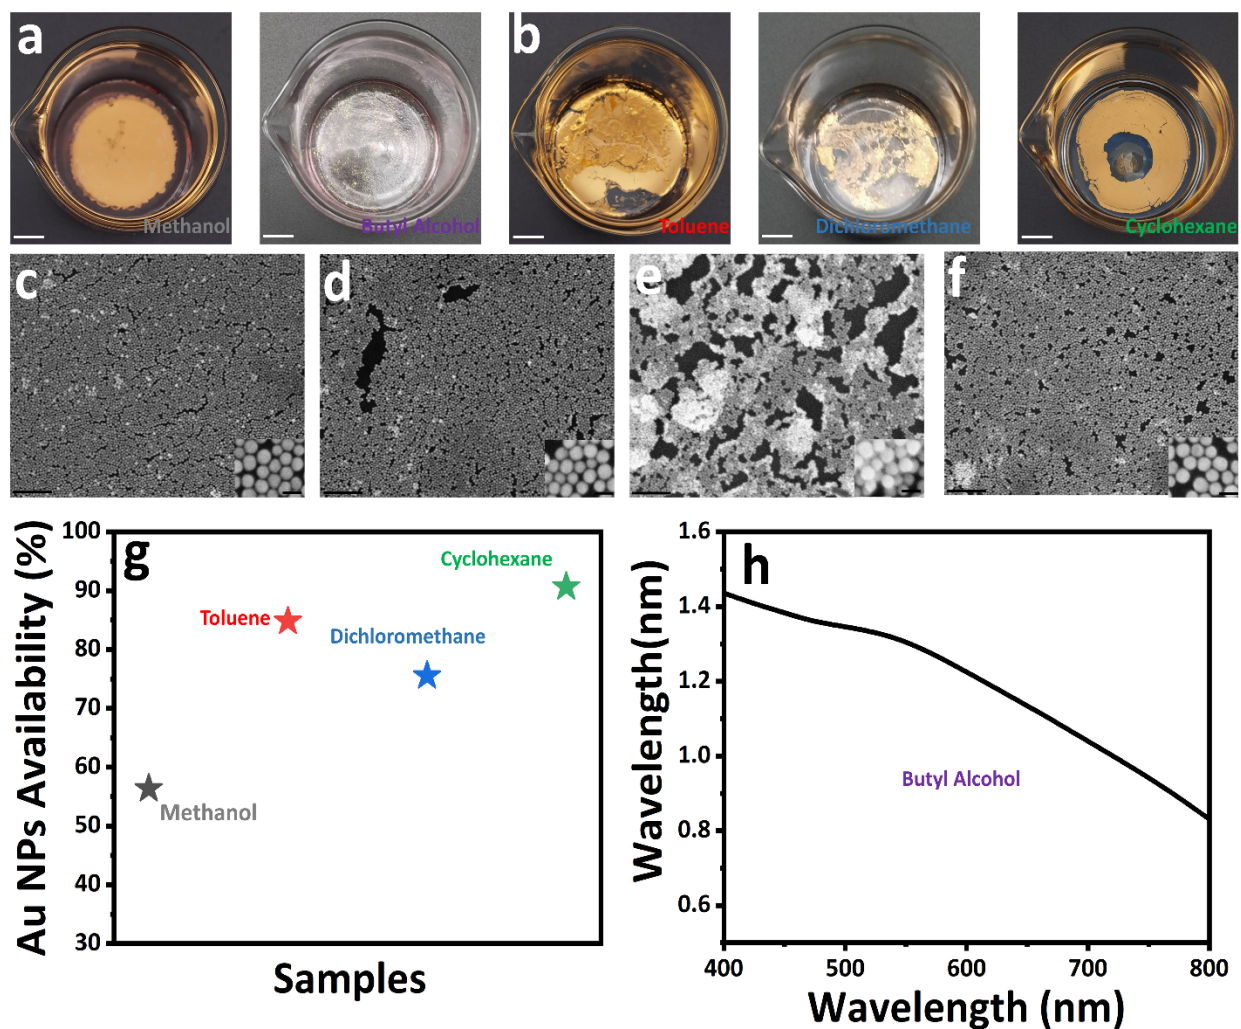 a
b
Methanol
Butyl Alcohol
Toluene
Dichloromethane
Cyclohexane
c
d
e
f
g
Au NPs Availability (%)
100
90
80
70
60
50
40
30
Cyclohexane
Toluene
Dichloromethane
Methanol
Samples
h
Wavelength(nm)
1.6
1.4
1.2
1.0
0.8
0.6
Butyl Alcohol
400
500
600
700
800
Wavelength (nm)